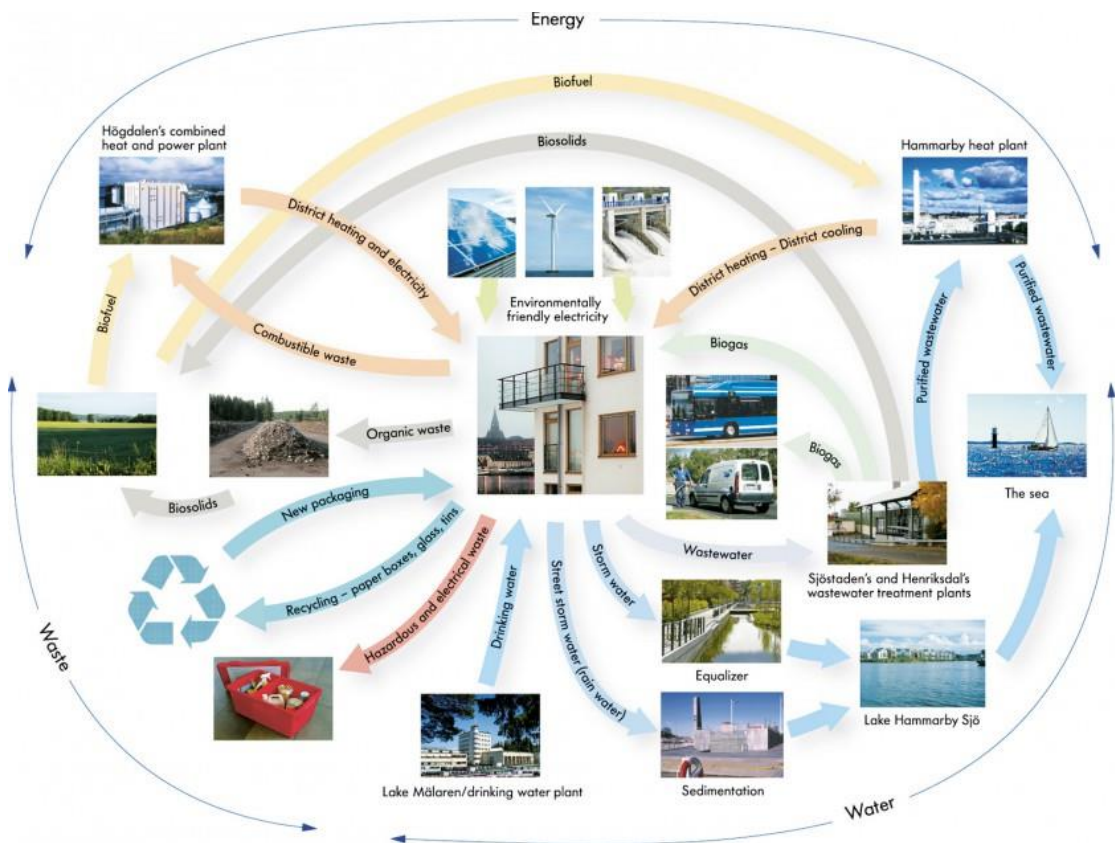 Energy
Biofuel
Högdalen's combined
heat and power plant
Biosolids
Hammarby heat plant
District heating and electricity
District heating – District cooling
Environmentally
friendly electricity
Purified wastewater
Purified wastewater
Biofuel
Combustible waste
Biogas
Organic waste
Biogas
The sea
Biosolids
New packaging
Wastewater
Sjöstaden's and Henriksdal's
wastewater treatment plants
Recycling – paper boxes, glass, tins
Hazardous and electrical waste
Drinking water
Street storm water (rain water)
Storm water
Waste
Equalizer
Lake Hammarby Sjö
Lake Mälaren/drinking water plant
Sedimentation
Water